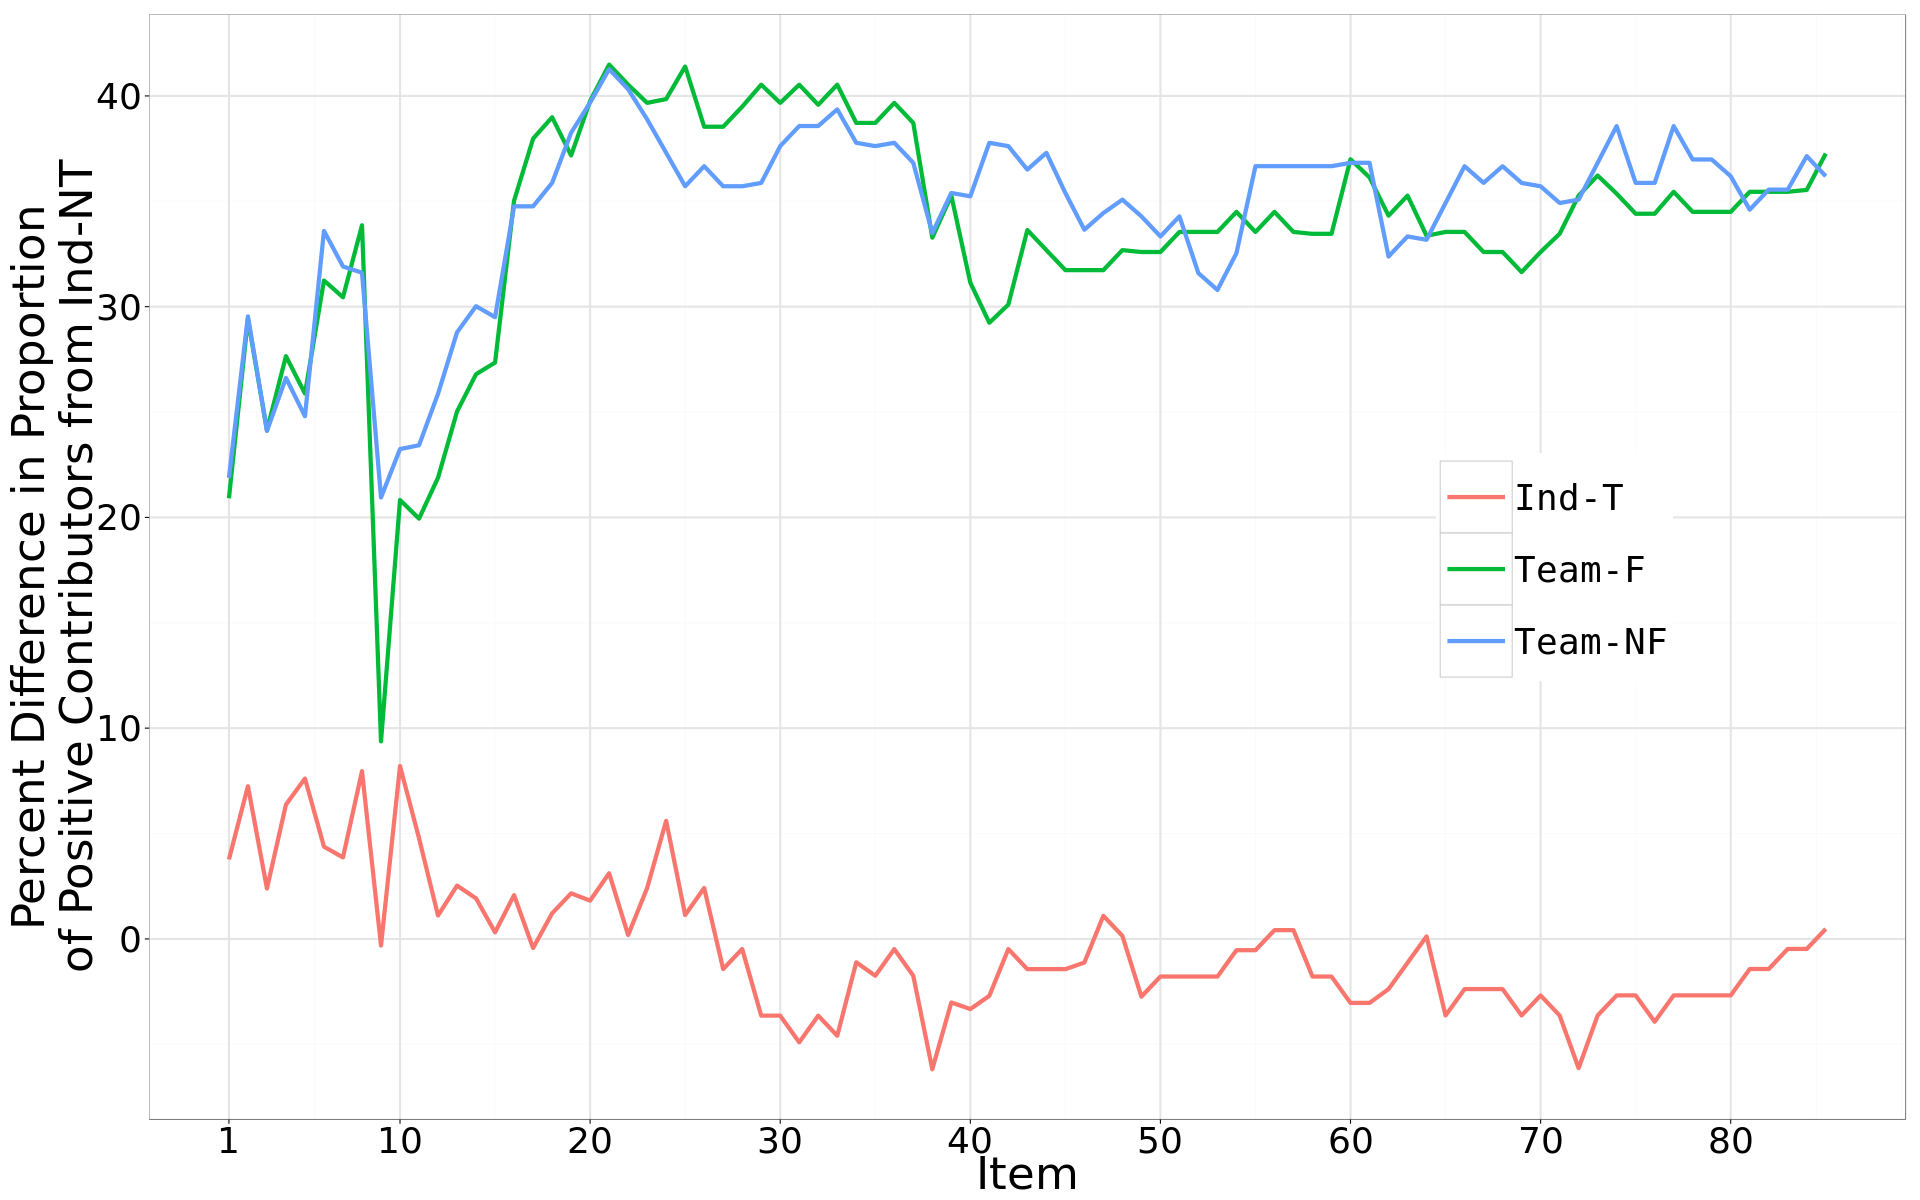 Percent Difference in Proportion
of Positive Contributors from Ind-NT
40
30
20
10
0
Ind-T
Team-F
Team-NF
1 10 20 30 40 50 60 70 80
Item